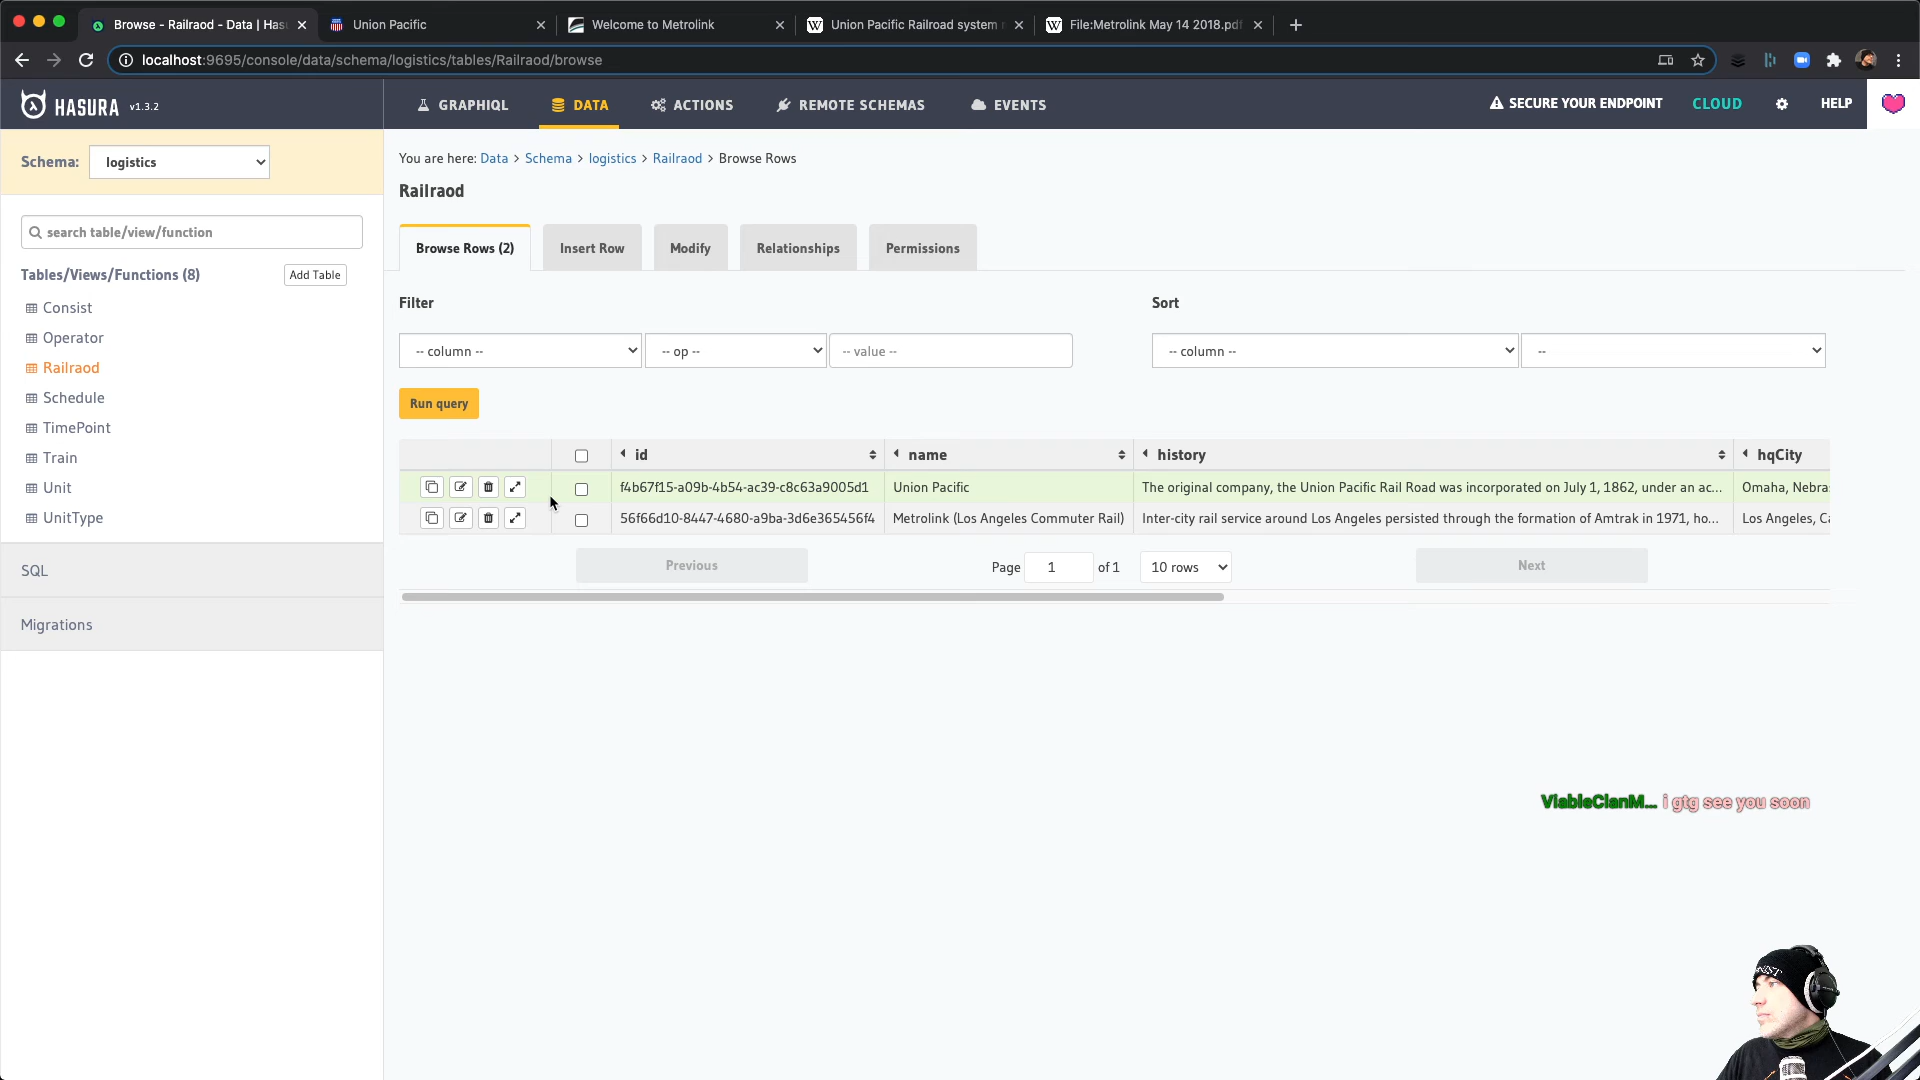 Browse - Railraod - Data | Has
Union Pacific
Welcome to Metrolink
Union Pacific Railroad system
File:Metrolink May 14 2018.pdf
localhost:9695/console/data/schema/logistics/tables/Railraod/browse
HASURA v1.3.2
GRAPHIQL
DATA
ACTIONS
REMOTE SCHEMAS
EVENTS
SECURE YOUR ENDPOINT
CLOUD
HELP
Schema: logistics
search table/view/function
Tables/Views/Functions (8)
Add Table
Consist
Operator
Railraod
Schedule
TimePoint
Train
Unit
UnitType
SQL
Migrations
You are here: Data > Schema > logistics > Railraod > Browse Rows
Railraod
Browse Rows (2)
Insert Row
Modify
Relationships
Permissions
Filter
Sort
-- column --
-- op --
-- value --
-- column --
--
Run query
id name history hqCity
f4b67f15-a09b-4b54-ac39-c8c63a9005d1 Union Pacific The original company, the Union Pacific Rail Road was incorporated on July 1, 1862, under an ac... Omaha, Nebra
56f66d10-8447-4680-a9ba-3d6e365456f4 Metrolink (Los Angeles Commuter Rail) Inter-city rail service around Los Angeles persisted through the formation of Amtrak in 1971, ho... Los Angeles, Ca
Previous
Page 1 of 1
10 rows
Next
ViableClanM... i gtg see you soon